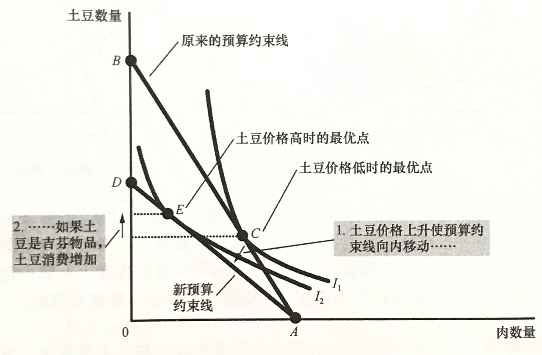 土豆数量
B
原来的预算约束线
土豆价格高时的最优点
土豆价格低时的最优点
D
E
C
2. ……如果土
豆是吉芬物品，
土豆消费增加
1. 土豆价格上升使预算约
束线向内移动……
新预算
约束线
I₁
I₂
0
A
肉数量